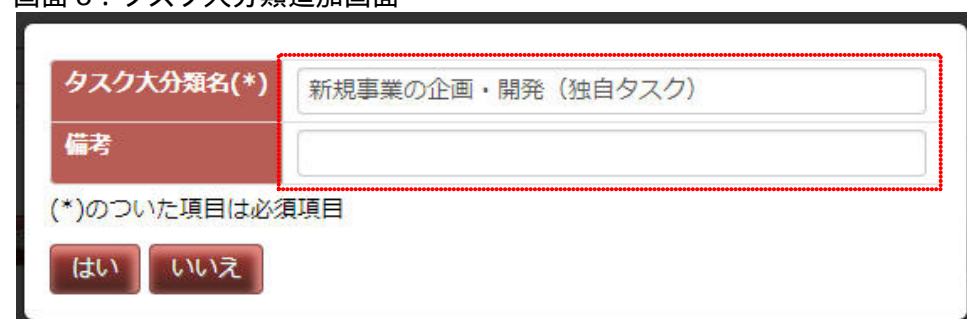 画面 6：タスク大分類追加画面
タスク大分類名(*) 新規事業の企画・開発（独自タスク）
備考
(*)のついた項目は必須項目
はい いいえ